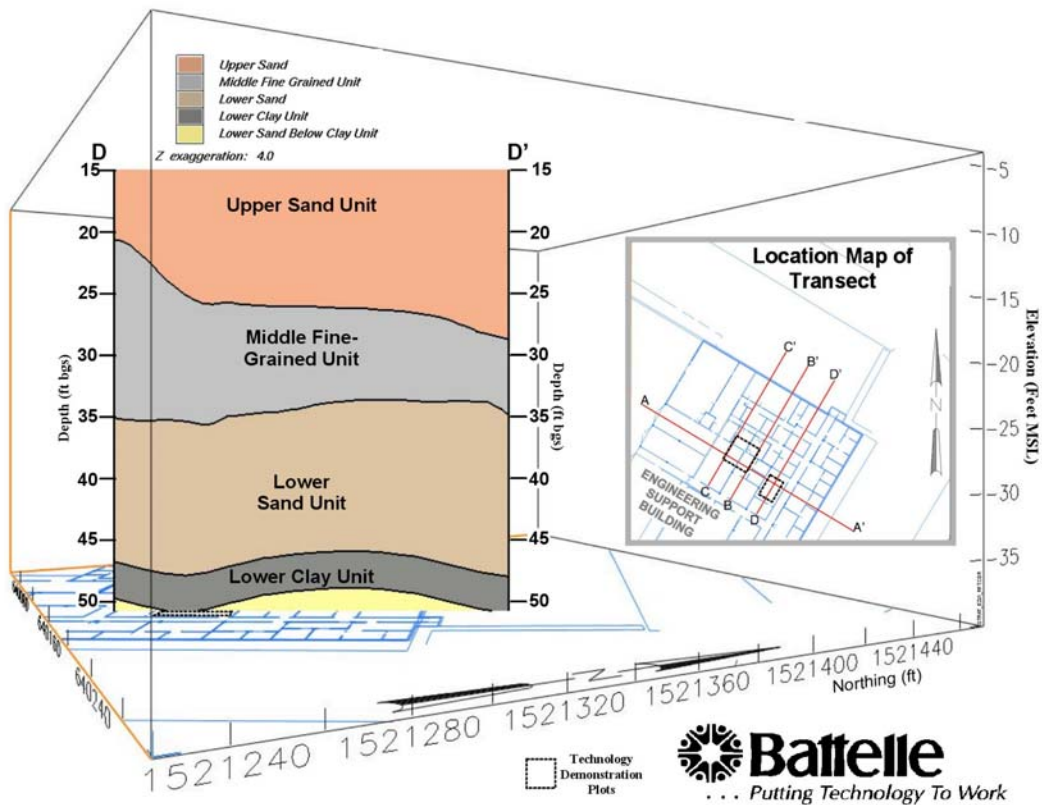 Upper Sand
Middle Fine Grained Unit
Lower Sand
Lower Clay Unit
Lower Sand Below Clay Unit
Z exaggeration: 4.0
D
D'
15
20
25
30
35
40
45
50
Depth (ft bgs)
Upper Sand Unit
Middle Fine-
Grained Unit
Lower
Sand Unit
Lower Clay Unit
15
20
25
30
35
40
45
50
Depth (ft bgs)
Location Map of
Transect
C'
B'
D'
A
N
C
B
D
A'
ENGINEERING
SUPPORT
BUILDING
-5
-10
-15
-20
-25
-30
-35
Elevation (Feet MSL)
640240
N
1521240
1521280
1521320
1521360
1521400
1521440
Northing (ft)
Technology
Demonstration
Plots
Battelle
. . . Putting Technology To Work